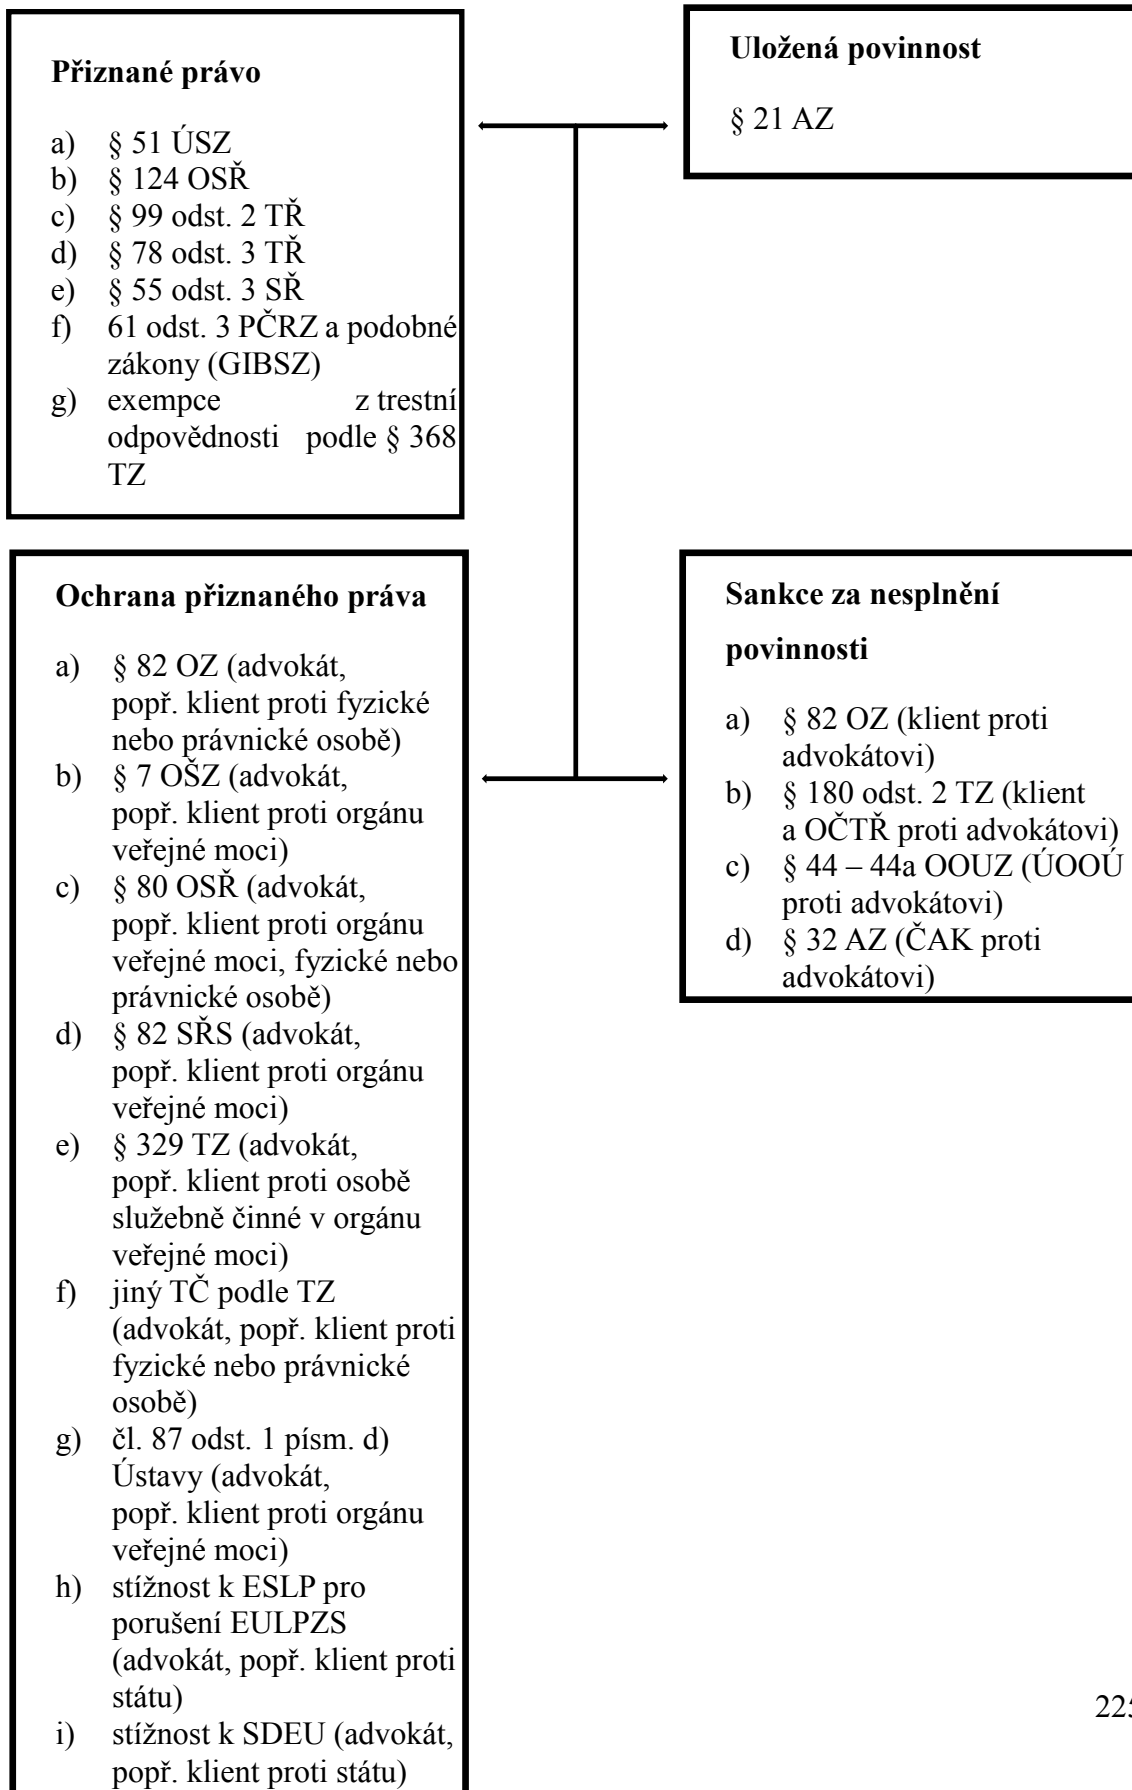 Přiznané právo
a) § 51 ÚSZ
b) § 124 OSŘ
c) § 99 odst. 2 TŘ
d) § 78 odst. 3 TŘ
e) § 55 odst. 3 SŘ
f) 61 odst. 3 PČRZ a podobné
zákony (GIBSZ)
g) exempce z trestní
odpovědnosti podle § 368
TZ
Uložená povinnost
§ 21 AZ
Ochrana přiznaného práva
a) § 82 OZ (advokát,
popř. klient proti fyzické
nebo právnické osobě)
b) § 7 OŠZ (advokát,
popř. klient proti orgánu
veřejné moci)
c) § 80 OSŘ (advokát,
popř. klient proti orgánu
veřejné moci, fyzické nebo
právnické osobě)
d) § 82 SŘS (advokát,
popř. klient proti orgánu
veřejné moci)
e) § 329 TZ (advokát,
popř. klient proti osobě
služebně činné v orgánu
veřejné moci)
f) jiný TČ podle TZ
(advokát, popř. klient proti
fyzické nebo právnické
osobě)
g) čl. 87 odst. 1 písm. d)
Ústavy (advokát,
popř. klient proti orgánu
veřejné moci)
h) stížnost k ESLP pro
porušení EULPZS
(advokát, popř. klient proti
státu)
i) stížnost k SDEU (advokát,
popř. klient proti státu)
Sankce za nesplnění
povinnosti
a) § 82 OZ (klient proti
advokátovi)
b) § 180 odst. 2 TZ (klient
a OČTŘ proti advokátovi)
c) § 44 – 44a OOUZ (ÚOOÚ
proti advokátovi)
d) § 32 AZ (ČAK proti
advokátovi)
225